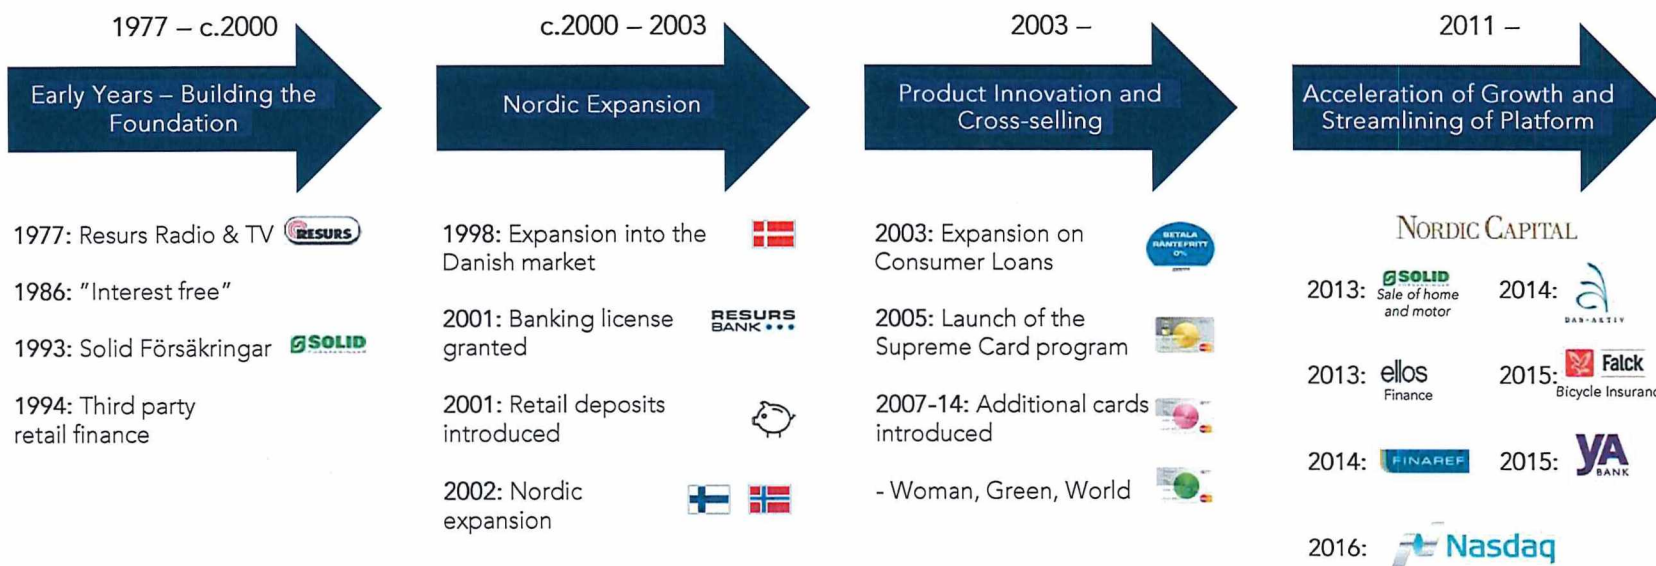 1977 – c.2000
Early Years – Building the
Foundation
1977: Resurs Radio & TV
RESURS
1986: ”Interest free”
1993: Solid Försäkringar
SOLID
1994: Third party
retail finance
c.2000 – 2003
Nordic Expansion
1998: Expansion into the
Danish market
2001: Banking license
granted
RESURS
BANK
2001: Retail deposits
introduced
2002: Nordic
expansion
2003 –
Product Innovation and
Cross-selling
2003: Expansion on
Consumer Loans
BETALA
RÄNTEFRITT
0%
2005: Launch of the
Supreme Card program
2007-14: Additional cards
introduced
- Woman, Green, World
2011 –
Acceleration of Growth and
Streamlining of Platform
NORDIC CAPITAL
2013: SOLID
Sale of home
and motor
2014:
DAN-AKTIV
2013: ellos
Finance
2015: Falck
Bicycle Insuranc
2014: FINAREF
2015: YA
BANK
2016: Nasdaq